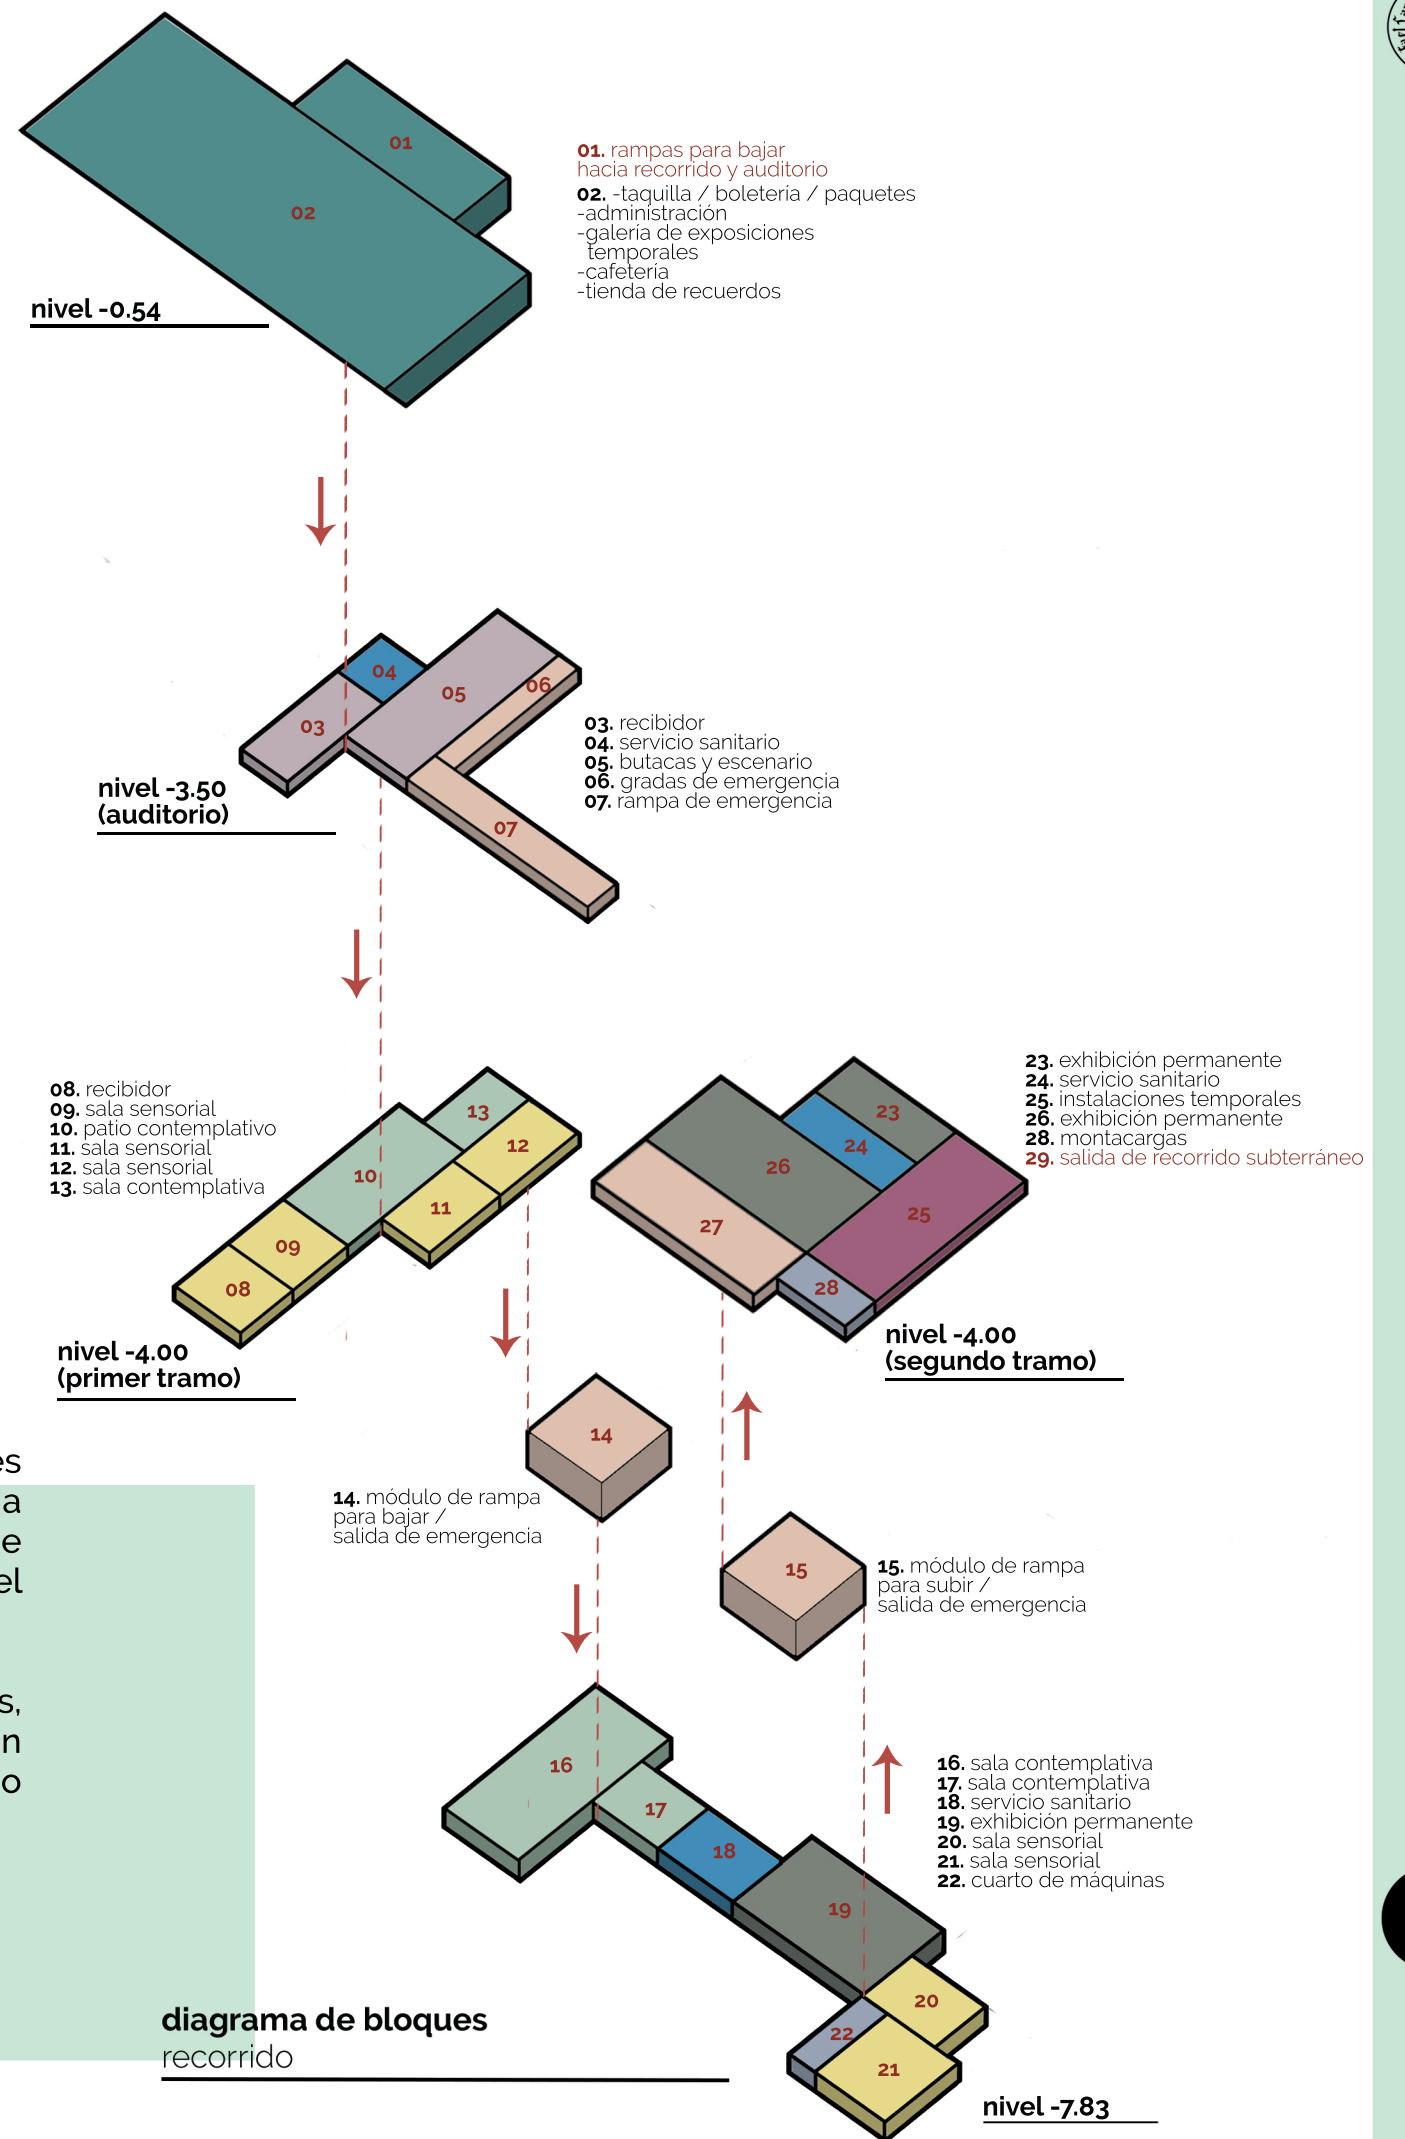 01
02
01. rampas para bajar
hacia recorrido y auditorio
02. -taquilla / boletería / paquetes
-administración
-galería de exposiciones
temporales
-cafetería
-tienda de recuerdos
nivel -0.54
04
05
06
03
07
03. recibidor
04. servicio sanitario
05. butacas y escenario
06. gradas de emergencia
07. rampa de emergencia
nivel -3.50
(auditorio)
08. recibidor
09. sala sensorial
10. patio contemplativo
11. sala sensorial
12. sala sensorial
13. sala contemplativa
13
12
10
11
09
08
nivel -4.00
(primer tramo)
23
24
26
25
27
28
23. exhibición permanente
24. servicio sanitario
25. instalaciones temporales
26. exhibición permanente
28. montacargas
29. salida de recorrido subterráneo
nivel -4.00
(segundo tramo)
14
14. módulo de rampa
para bajar /
salida de emergencia
15
15. módulo de rampa
para subir /
salida de emergencia
es
a
e
el
s,
n
o
16
17
18
19
20
22
21
16. sala contemplativa
17. sala contemplativa
18. servicio sanitario
19. exhibición permanente
20. sala sensorial
21. sala sensorial
22. cuarto de máquinas
diagrama de bloques
recorrido
nivel -7.83